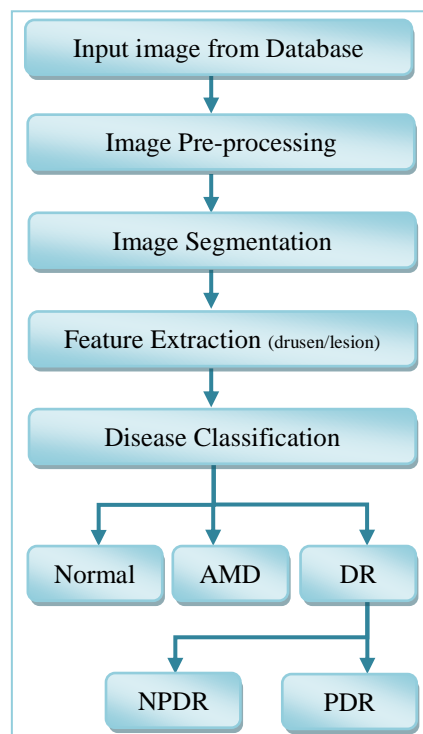 Input image from Database
Image Pre-processing
Image Segmentation
Feature Extraction (drusen/lesion)
Disease Classification
Normal
AMD
DR
NPDR
PDR